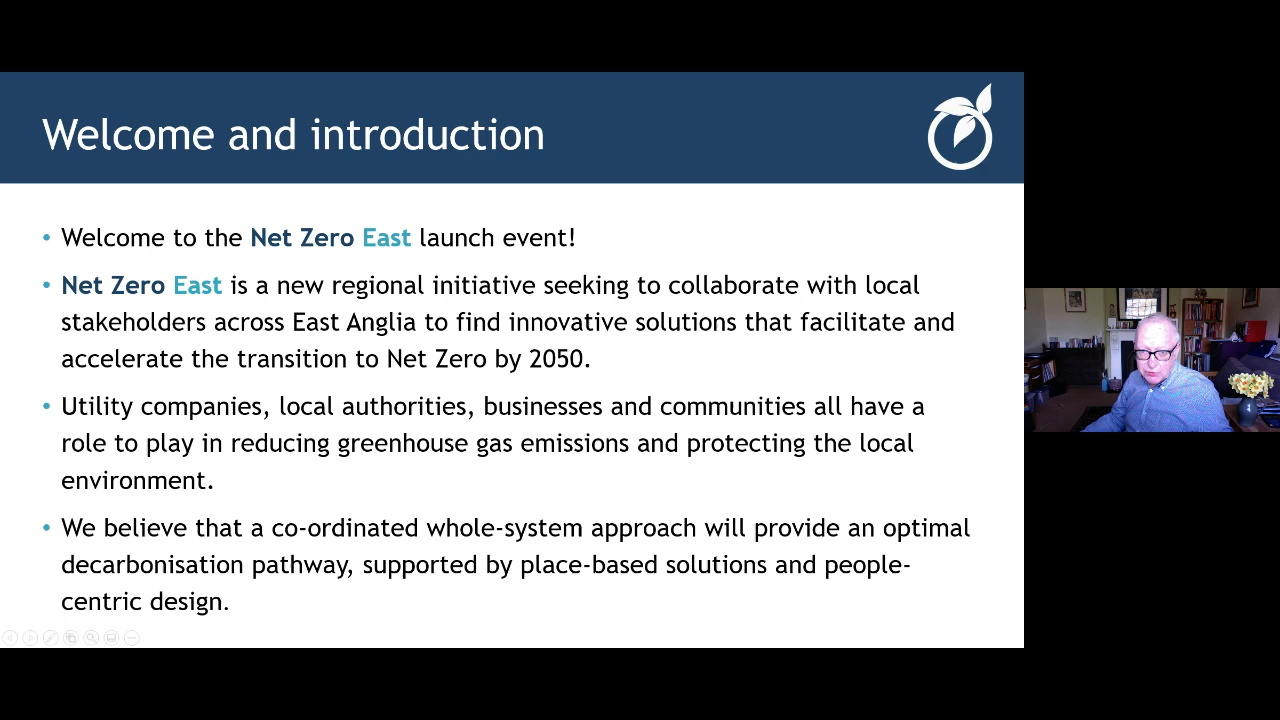 Welcome and introduction
• Welcome to the Net Zero East launch event!
• Net Zero East is a new regional initiative seeking to collaborate with local
stakeholders across East Anglia to find innovative solutions that facilitate and
accelerate the transition to Net Zero by 2050.
• Utility companies, local authorities, businesses and communities all have a
role to play in reducing greenhouse gas emissions and protecting the local
environment.
• We believe that a co-ordinated whole-system approach will provide an optimal
decarbonisation pathway, supported by place-based solutions and people-
centric design.